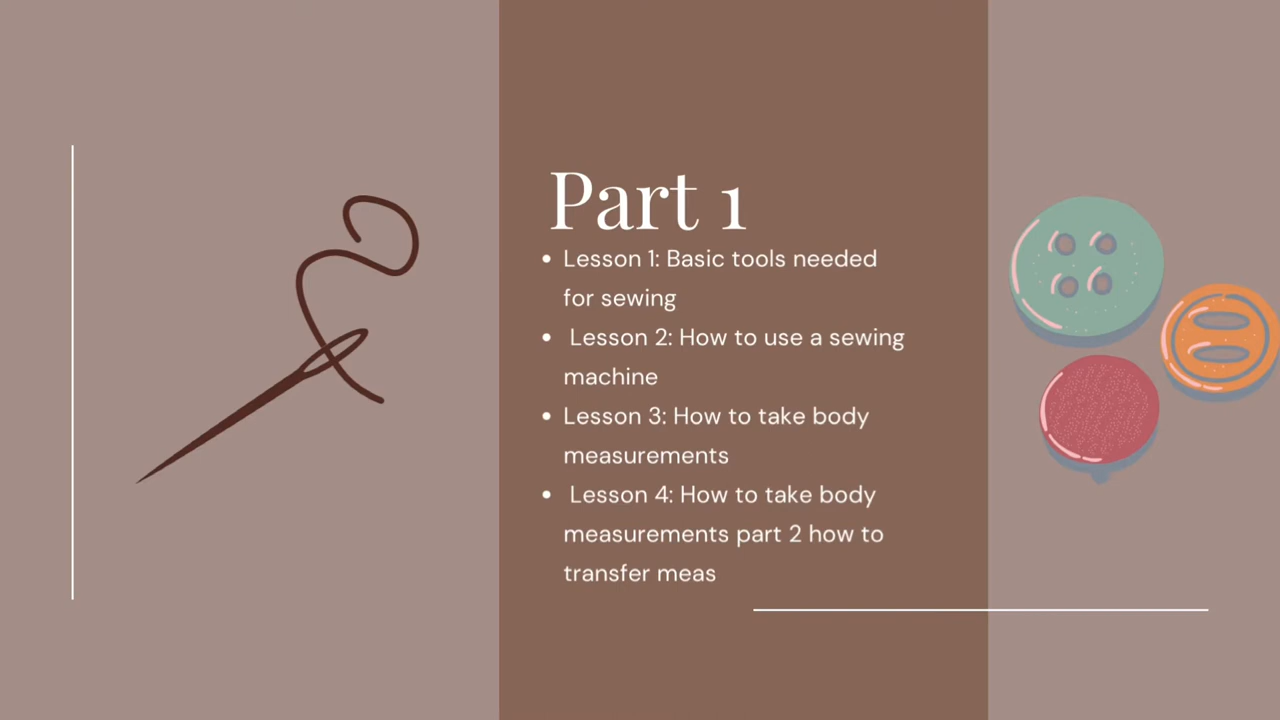 Part 1
• Lesson 1: Basic tools needed
for sewing
• Lesson 2: How to use a sewing
machine
• Lesson 3: How to take body
measurements
• Lesson 4: How to take body
measurements part 2 how to
transfer meas